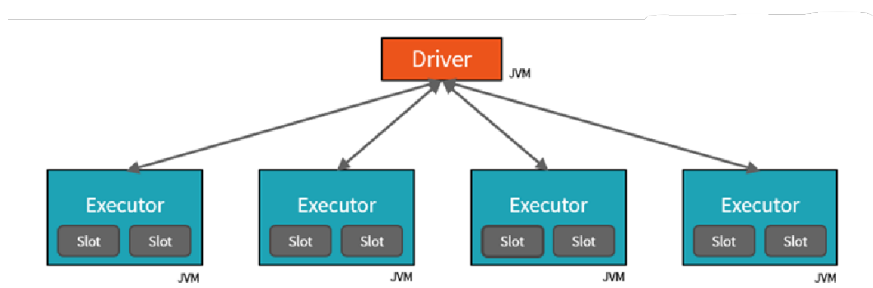 Driver
JVM
Executor Executor Executor Executor
Slot Slot Slot Slot Slot Slot Slot Slot
JVM JVM JVM JVM